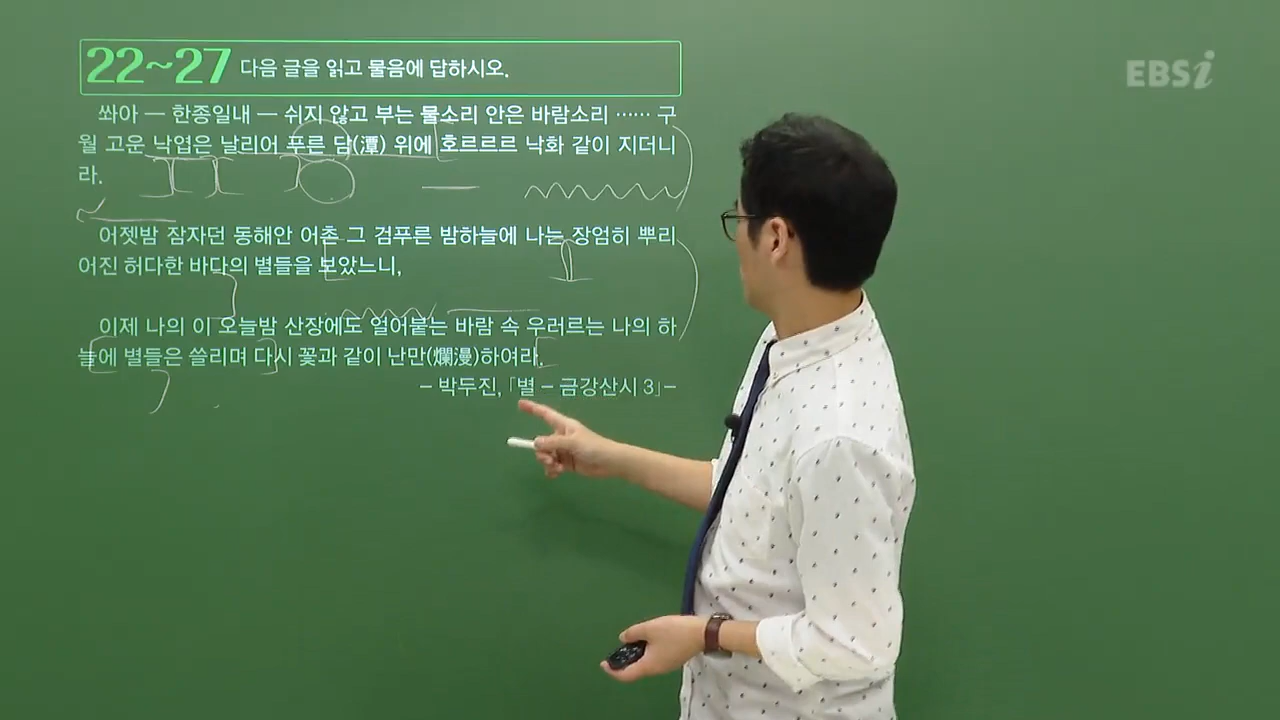 22~27 다음 글을 읽고 물음에 답하시오.
EBSi
쏴아 — 한종일내 — 쉬지 않고 부는 물소리 안은 바람소리 …… 구
월 고운 낙엽은 날리어 푸른 담(潭) 위에 호르르르 낙화 같이 지더니
라.
어젯밤 잠자던 동해안 어촌 그 검푸른 밤하늘에 나는 장엄히 뿌리
어진 허다한 바다의 별들을 보았느니,
이제 나의 이 오늘밤 산장에도 얼어붙는 바람 속 우러르는 나의 하
늘에 별들은 쓸리며 다시 꽃과 같이 난만(爛漫)하여라.
– 박두진, 「별 – 금강산시 3」–